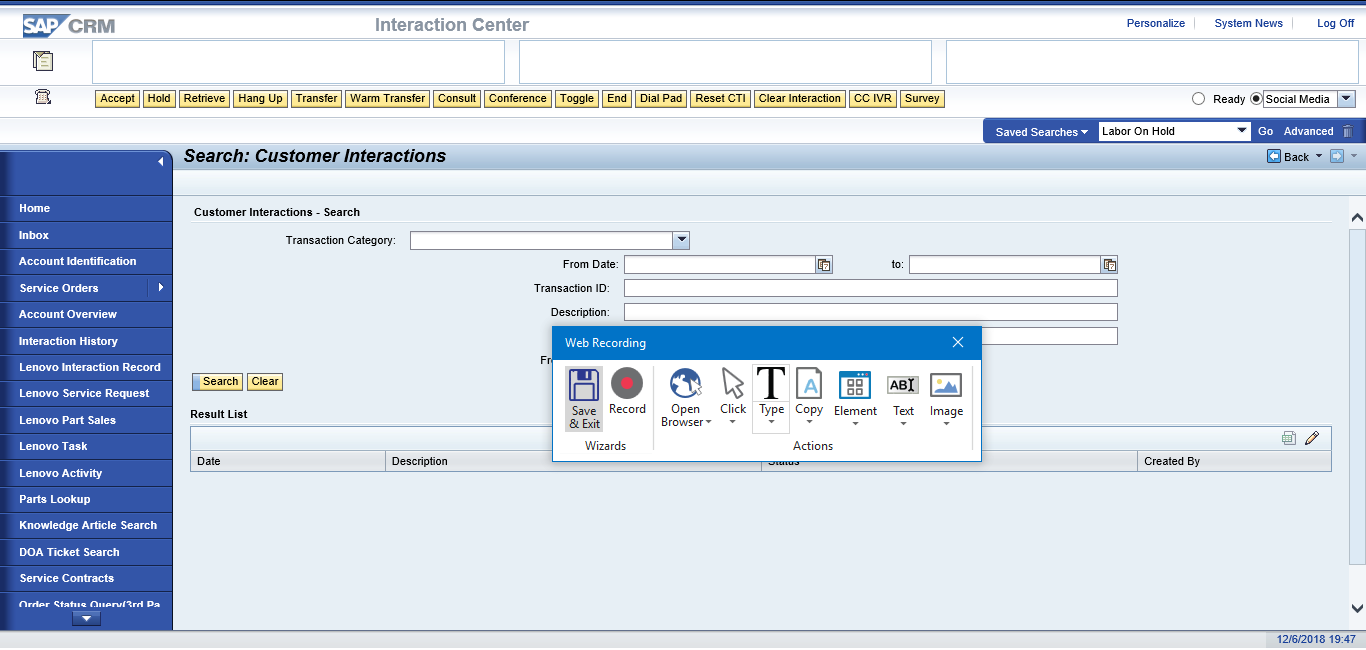 SAP CRM
Interaction Center
Personalize
System News
Log Off
Accept
Hold
Retrieve
Hang Up
Transfer
Warm Transfer
Consult
Conference
Toggle
End
Dial Pad
Reset CTI
Clear Interaction
CC IVR
Survey
Ready
Social Media
Saved Searches
Labor On Hold
Go
Advanced
Search: Customer Interactions
Back
Home
Inbox
Account Identification
Service Orders
Account Overview
Interaction History
Lenovo Interaction Record
Lenovo Service Request
Lenovo Part Sales
Lenovo Task
Lenovo Activity
Parts Lookup
Knowledge Article Search
DOA Ticket Search
Service Contracts
Order Status Query(3rd Pa
Customer Interactions - Search
Transaction Category:
From Date:
to:
Transaction ID:
Description:
Search
Clear
Result List
Date
Description
Status
Created By
Web Recording
Save
& Exit
Record
Wizards
Open
Browser
Click
Type
Copy
Element
ABI
Text
Image
Actions
12/6/2018 19:47